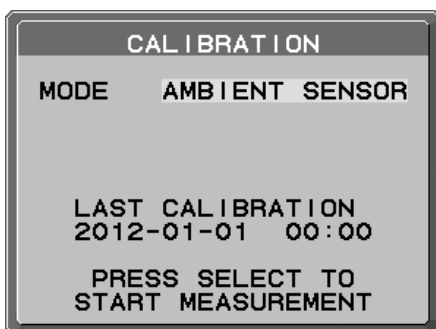 CALIBRATION
MODE AMBIENT SENSOR
LAST CALIBRATION
2012-01-01 00:00
PRESS SELECT TO
START MEASUREMENT